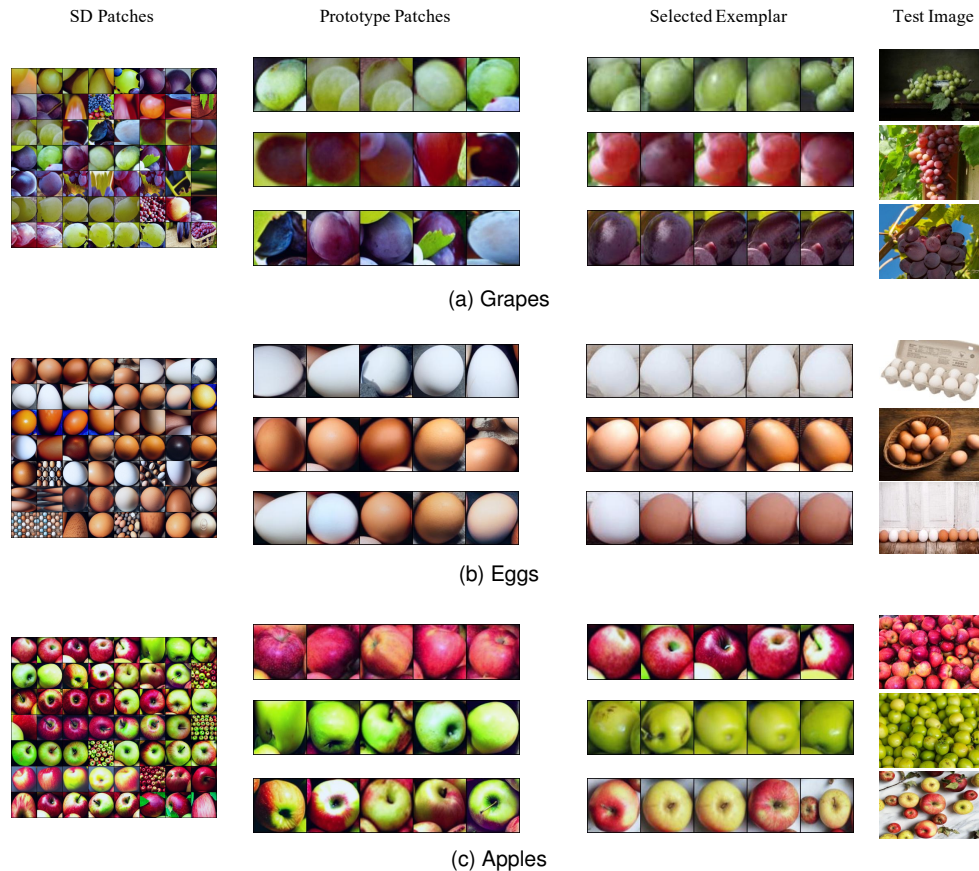 SD Patches Prototype Patches Selected Exemplar Test Image
(a) Grapes
(b) Eggs
(c) Apples